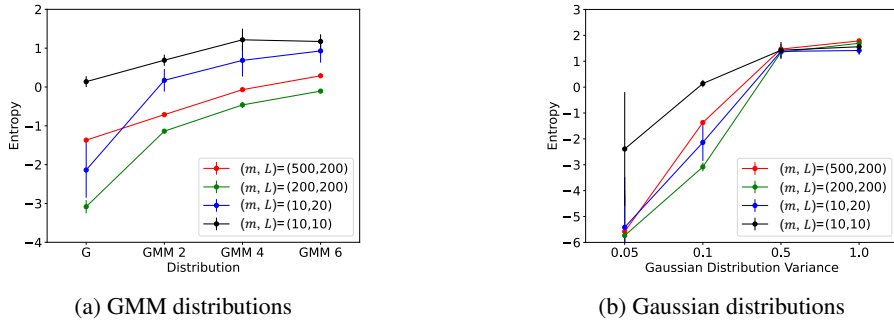 2
1
0
−1
−2
−3
−4
Entropy
G
GMM 2
GMM 4
GMM 6
Distribution
(m, L)=(500,200)
(m, L)=(200,200)
(m, L)=(10,20)
(m, L)=(10,10)
(a) GMM distributions
3
2
1
0
−1
−2
−3
−4
−5
−6
Entropy
0.05
0.1
0.5
1.0
Gaussian Distribution Variance
(m, L)=(500,200)
(m, L)=(200,200)
(m, L)=(10,20)
(m, L)=(10,10)
(b) Gaussian distributions